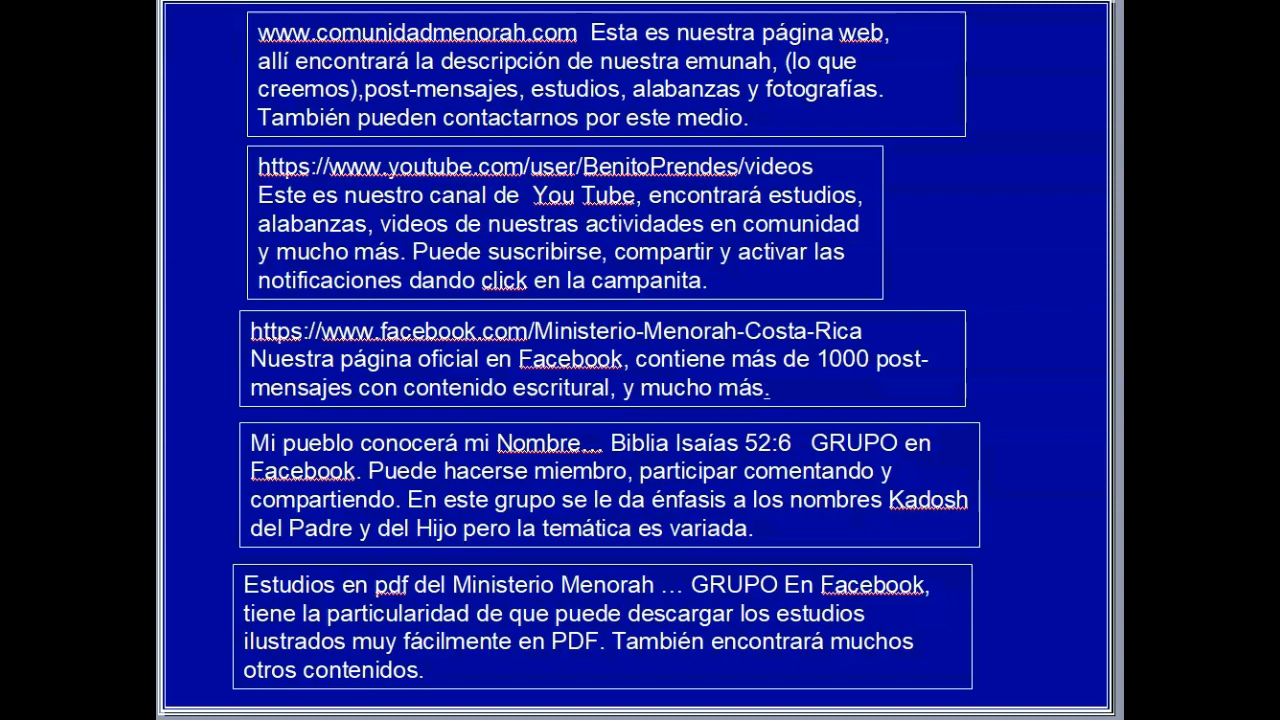 www.comunidadmenorah.com Esta es nuestra página web,
allí encontrará la descripción de nuestra emunah, (lo que
creemos),post-mensajes, estudios, alabanzas y fotografías.
También pueden contactarnos por este medio.
https://www.youtube.com/user/BenitoPrendes/videos
Este es nuestro canal de You Tube, encontrará estudios,
alabanzas, videos de nuestras actividades en comunidad
y mucho más. Puede suscribirse, compartir y activar las
notificaciones dando click en la campanita.
https://www.facebook.com/Ministerio-Menorah-Costa-Rica
Nuestra página oficial en Facebook, contiene más de 1000 post-
mensajes con contenido escritural, y mucho más.
Mi pueblo conocerá mi Nombre... Biblia Isaías 52:6 GRUPO en
Facebook. Puede hacerse miembro, participar comentando y
compartiendo. En este grupo se le da énfasis a los nombres Kadosh
del Padre y del Hijo pero la temática es variada.
Estudios en pdf del Ministerio Menorah … GRUPO En Facebook,
tiene la particularidad de que puede descargar los estudios
ilustrados muy fácilmente en PDF. También encontrará muchos
otros contenidos.